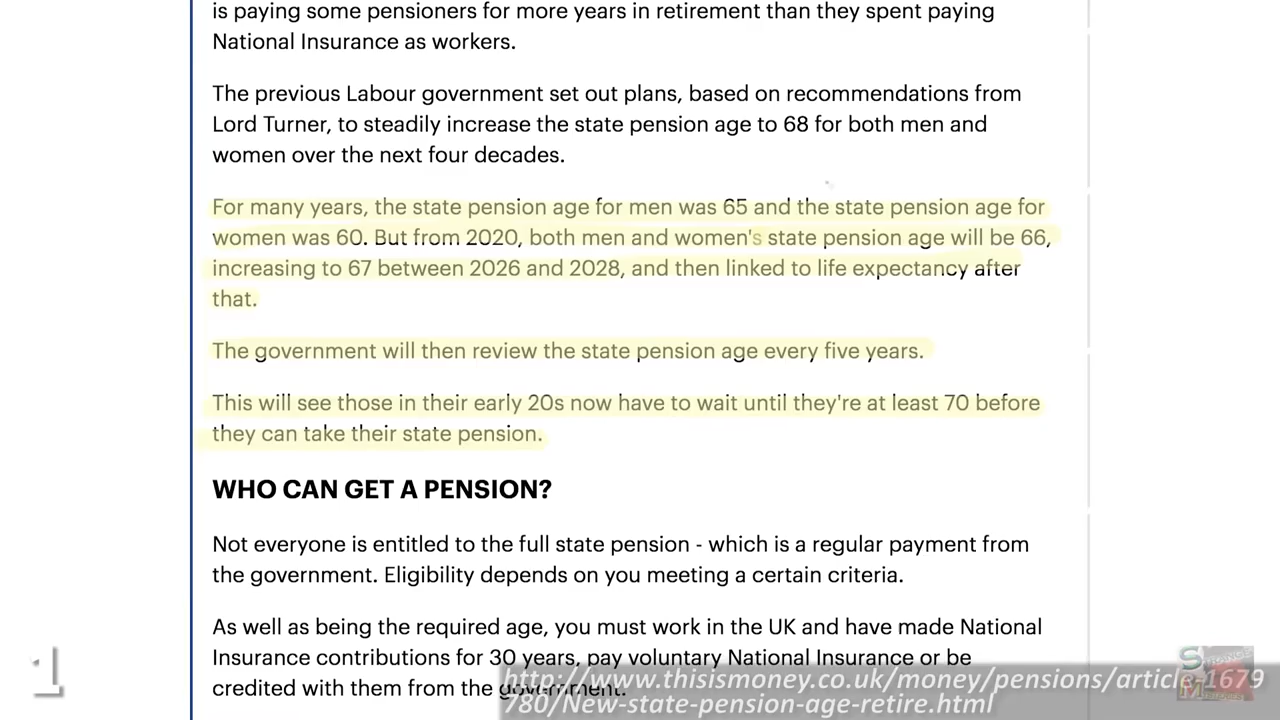 is paying some pensioners for more years in retirement than they spent paying
National Insurance as workers.
The previous Labour government set out plans, based on recommendations from
Lord Turner, to steadily increase the state pension age to 68 for both men and
women over the next four decades.
For many years, the state pension age for men was 65 and the state pension age for
women was 60. But from 2020, both men and women's state pension age will be 66,
increasing to 67 between 2026 and 2028, and then linked to life expectancy after
that.
The government will then review the state pension age every five years.
This will see those in their early 20s now have to wait until they're at least 70 before
they can take their state pension.
WHO CAN GET A PENSION?
Not everyone is entitled to the full state pension - which is a regular payment from
the government. Eligibility depends on you meeting a certain criteria.
As well as being the required age, you must work in the UK and have made National
Insurance contributions for 30 years, pay voluntary National Insurance or be
credited with them from the government.
1
http://www.thisismoney.co.uk/money/pensions/article-1679
780/New-state-pension-age-retire.html